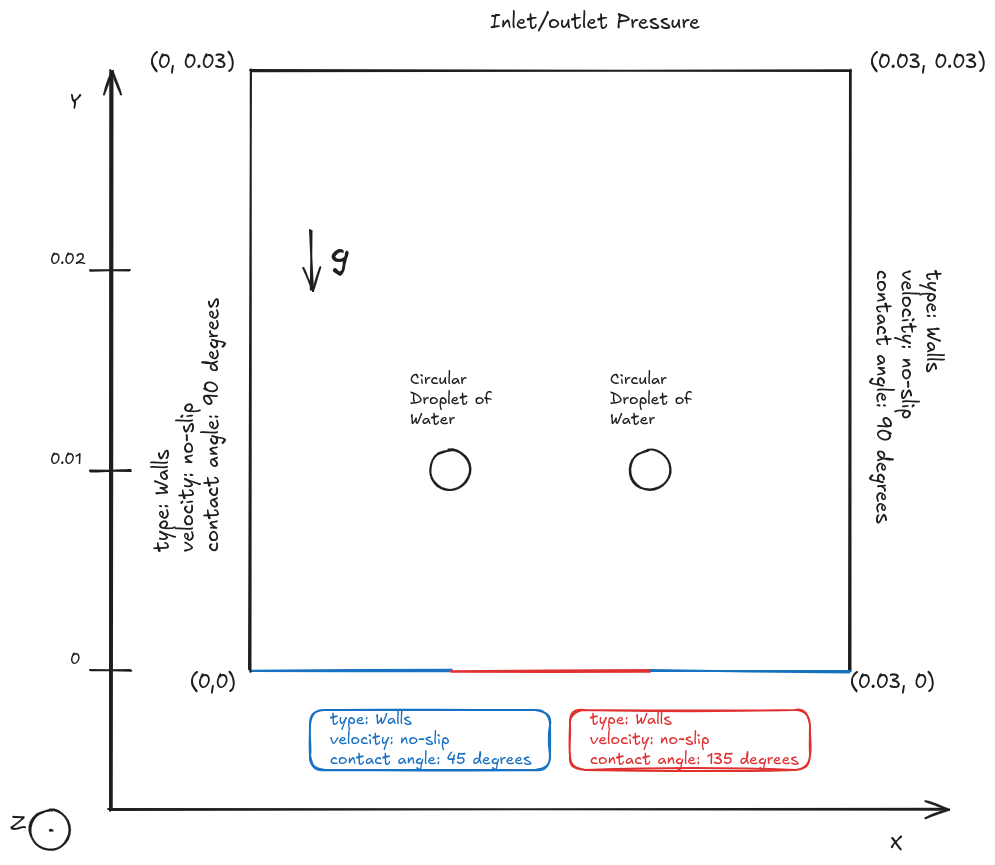 Inlet/outlet Pressure
(0, 0.03)
(0.03, 0.03)
Y
0.02
g
type: Walls
velocity: no-slip
contact angle: 90 degrees
type: Walls
velocity: no-slip
contact angle: 90 degrees
Circular
Droplet of
Water
Circular
Droplet of
Water
0.01
0
(0,0)
(0.03, 0)
type: Walls
velocity: no-slip
contact angle: 45 degrees
type: Walls
velocity: no-slip
contact angle: 135 degrees
Z
X